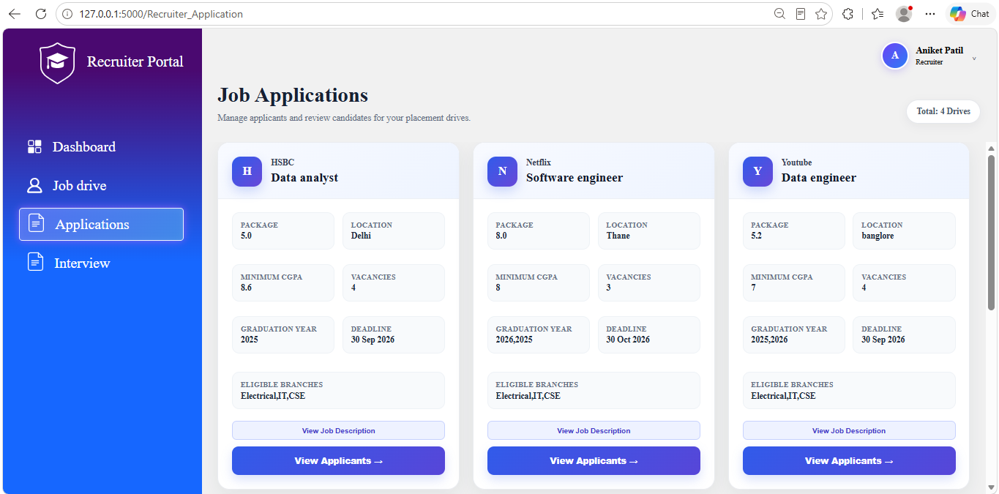 127.0.0.1:5000/Recruiter_Application
Chat
Recruiter Portal
Dashboard
Job drive
Applications
Interview
A
Aniket Patil
Recruiter
Job Applications
Manage applicants and review candidates for your placement drives.
Total: 4 Drives
H
HSBC
Data analyst
PACKAGE
5.0
LOCATION
Delhi
MINIMUM CGPA
8.6
VACANCIES
4
GRADUATION YEAR
2025
DEADLINE
30 Sep 2026
ELIGIBLE BRANCHES
Electrical,IT,CSE
View Job Description
View Applicants →
N
Netflix
Software engineer
PACKAGE
8.0
LOCATION
Thane
MINIMUM CGPA
8
VACANCIES
3
GRADUATION YEAR
2026,2025
DEADLINE
30 Oct 2026
ELIGIBLE BRANCHES
Electrical,IT,CSE
View Job Description
View Applicants →
Y
Youtube
Data engineer
PACKAGE
5.2
LOCATION
banglore
MINIMUM CGPA
7
VACANCIES
4
GRADUATION YEAR
2025,2026
DEADLINE
30 Sep 2026
ELIGIBLE BRANCHES
Electrical,IT,CSE
View Job Description
View Applicants →